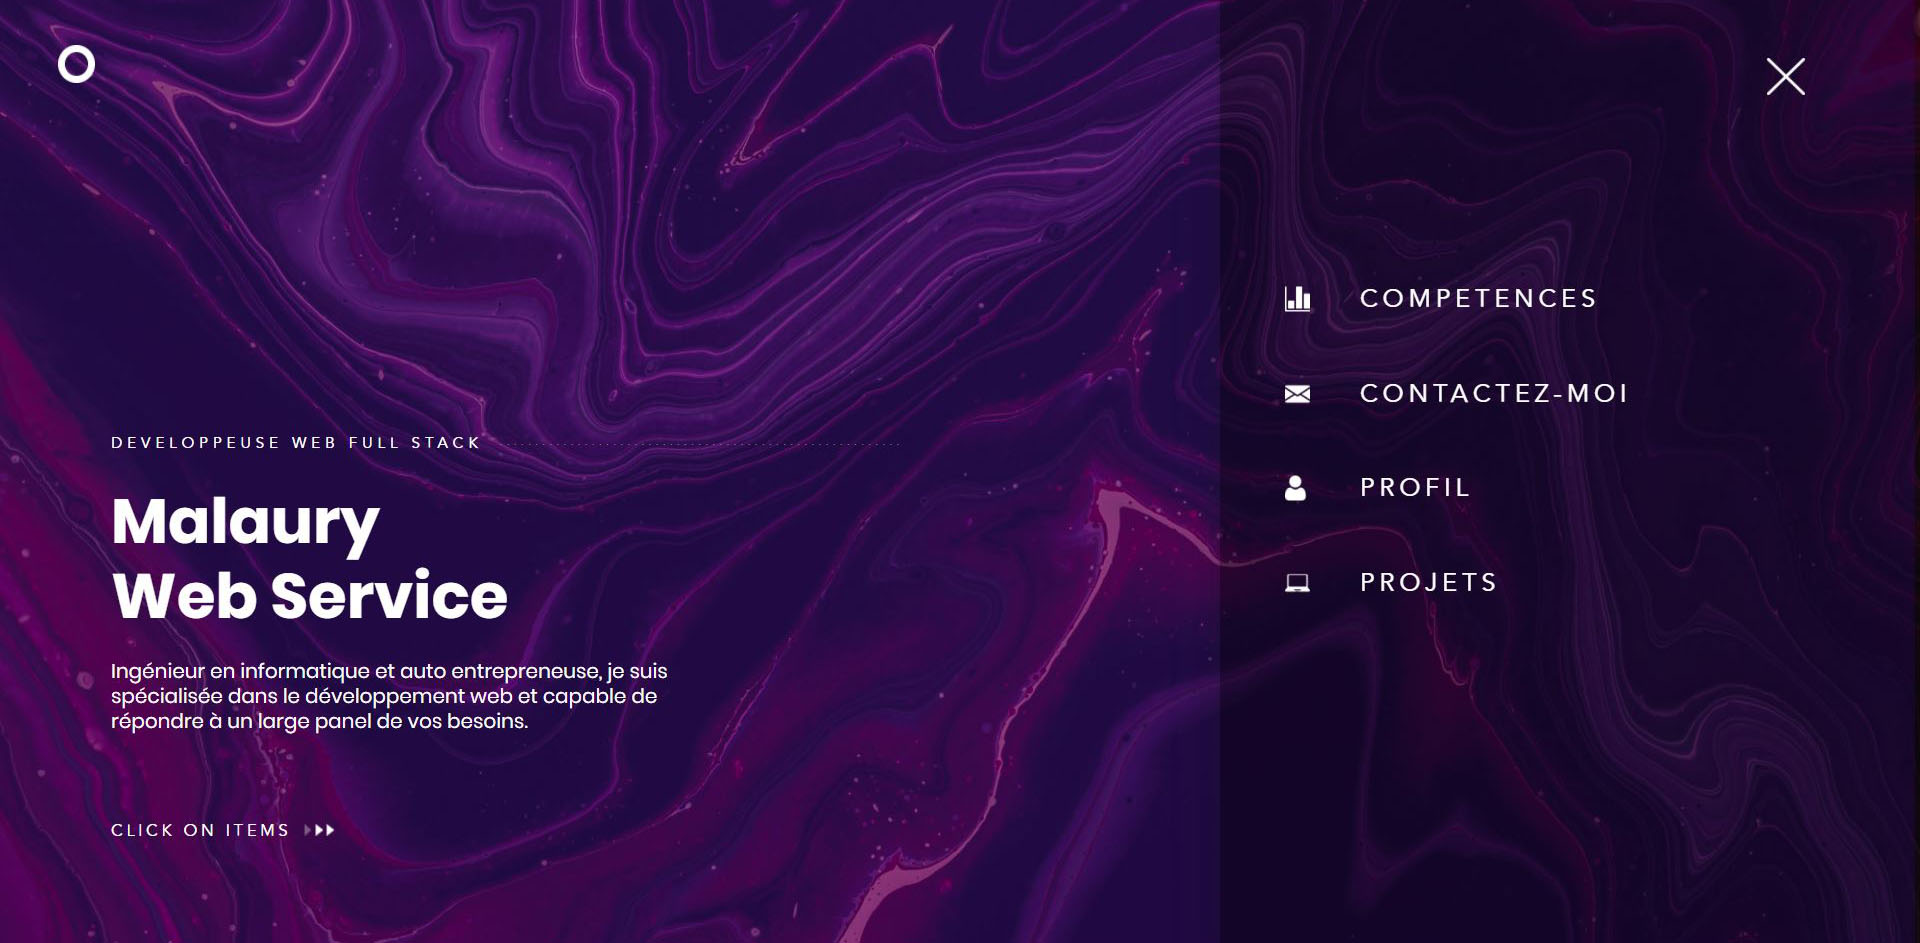 DEVELOPPEUSE WEB FULL STACK
Malaury
Web Service
Ingénieur en informatique et auto entrepreneuse, je suis
spécialisée dans le développement web et capable de
répondre à un large panel de vos besoins.
CLICK ON ITEMS
COMPETENCES
CONTACTEZ-MOI
PROFIL
PROJETS